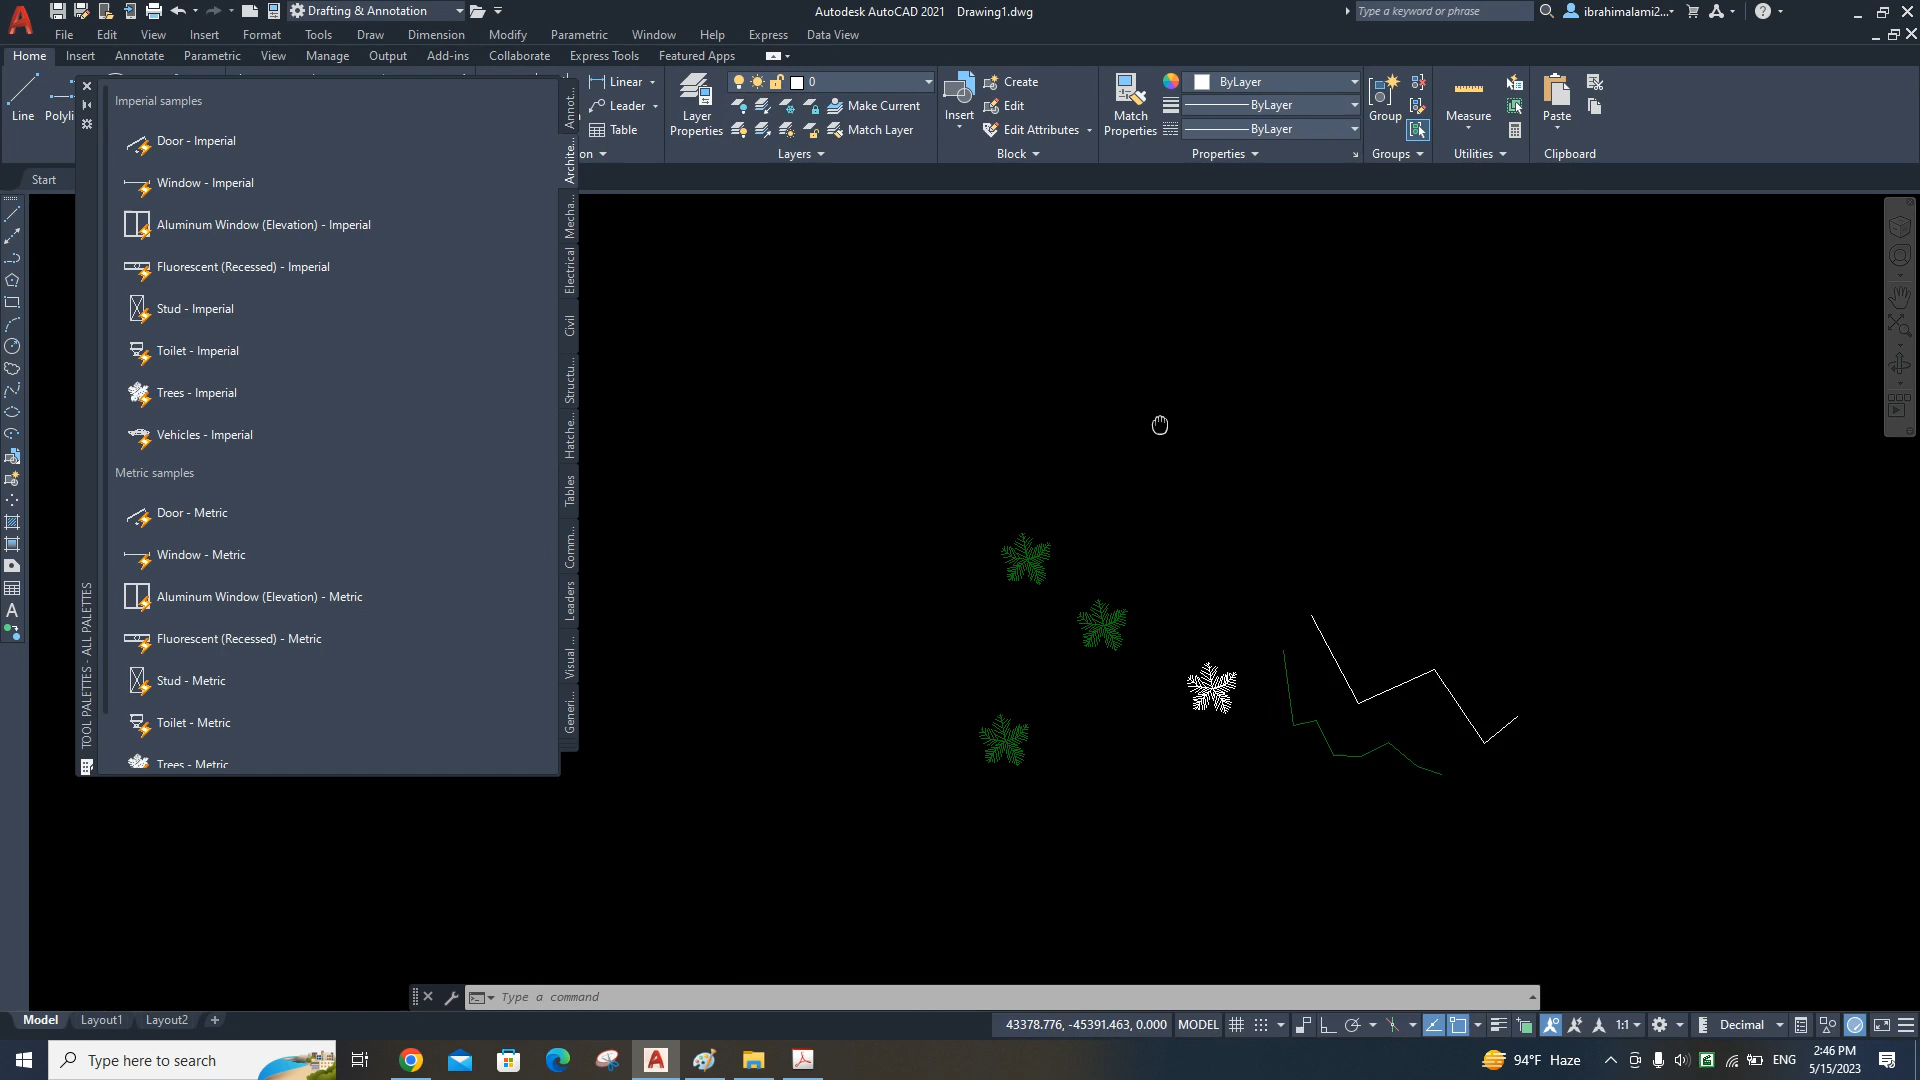 Drafting & Annotation
Autodesk AutoCAD 2021 Drawing1.dwg
Type a keyword or phrase
ibrahimalami2...
File Edit View Insert Format Tools Draw Dimension Modify Parametric Window Help Express Data View
Home Insert Annotate Parametric View Manage Output Collaborate Add-ins Express Tools Featured Apps
Line
Polyli
Linear
Leader
Table
Layer
Properties
0
Make Current
Match Layer
Layers
Insert
Create
Edit
Edit Attributes
Block
Match
Properties
ByLayer
ByLayer
ByLayer
Properties
Group
Groups
Measure
Utilities
Paste
Clipboard
on
Start
Imperial samples
Door - Imperial
Window - Imperial
Aluminum Window (Elevation) - Imperial
Fluorescent (Recessed) - Imperial
Stud - Imperial
Toilet - Imperial
Trees - Imperial
Vehicles - Imperial
Metric samples
Door - Metric
Window - Metric
Aluminum Window (Elevation) - Metric
Fluorescent (Recessed) - Metric
Stud - Metric
Toilet - Metric
Trees - Metric
TOOL PALETTES - ALL PALETTES
Annot...
Archite...
Mecha...
Electrical
Civil
Structu...
Hatche...
Tables
Comm...
Leaders
Visual ...
Generi...
A
Type a command
Model Layout1 Layout2 +
43378.776, -45391.463, 0.000 MODEL
1:1
Decimal
Type here to search
94°F Haze
ENG
2:46 PM
5/15/2023